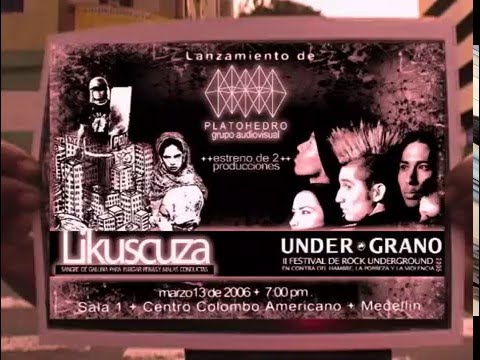 Lanzamiento de
PLATOHEDRO
grupo audiovisual
++estreno de 2++
producciones
Likuscuza
SANGRE DE GALLINA PARA PURGAR PENAS Y MALAS CONDUCTAS
UNDER GRANO
II FESTIVAL DE ROCK UNDERGROUND 2005
EN CONTRA DEL HAMBRE, LA POBREZA Y LA VIOLENCIA
marzo 13 de 2006 + 7:00 pm
Sala 1 + Centro Colombo Americano + Medellin